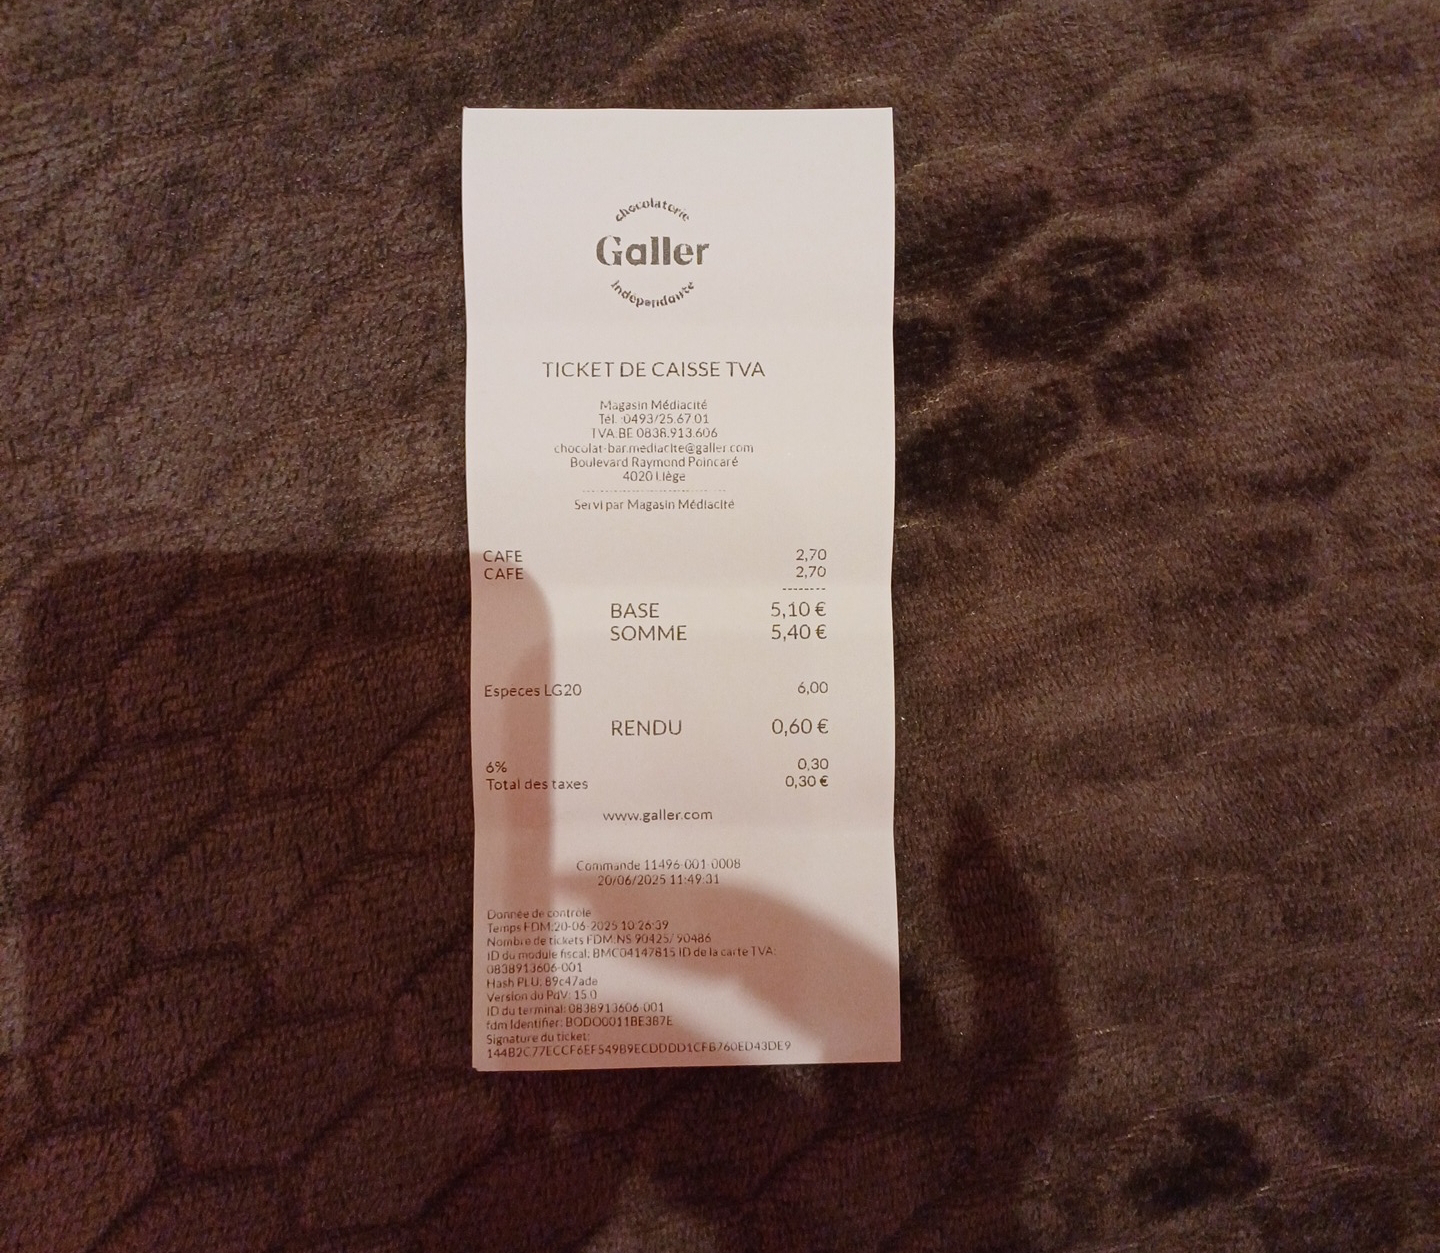 chocolaterie
Galler
indépendante
TICKET DE CAISSE TVA
Magasin Médiacité
Tél. :0493/25.67.01
TVA:BE 0838.913.606
chocolat-bar.mediacite@galler.com
Boulevard Raymond Poincaré
4020 Liège
Servi par Magasin Médiacité
CAFE 2,70
CAFE 2,70
--------
BASE 5,10 €
SOMME 5,40 €
Especes LG20 6,00
RENDU 0,60 €
6% 0,30
Total des taxes 0,30 €
www.galler.com
Commande 11496-001-0008
20/06/2025 11:49:31
Donnée de contrôle
Temps FDM:20-06-2025 10:26:39
Nombre de tickets FDM:NS 90425/ 90486
ID du module fiscal: BMC04147815 ID de la carte TVA:
0838913606-001
Hash PLU: 89c47ade
Version du PdV: 15.0
ID du terminal: 0838913606-001
fdm Identifier: BODO0011BE387E
Signature du ticket:
144B2C77ECCF6EF549B9ECDDDD1CFB760ED43DE9